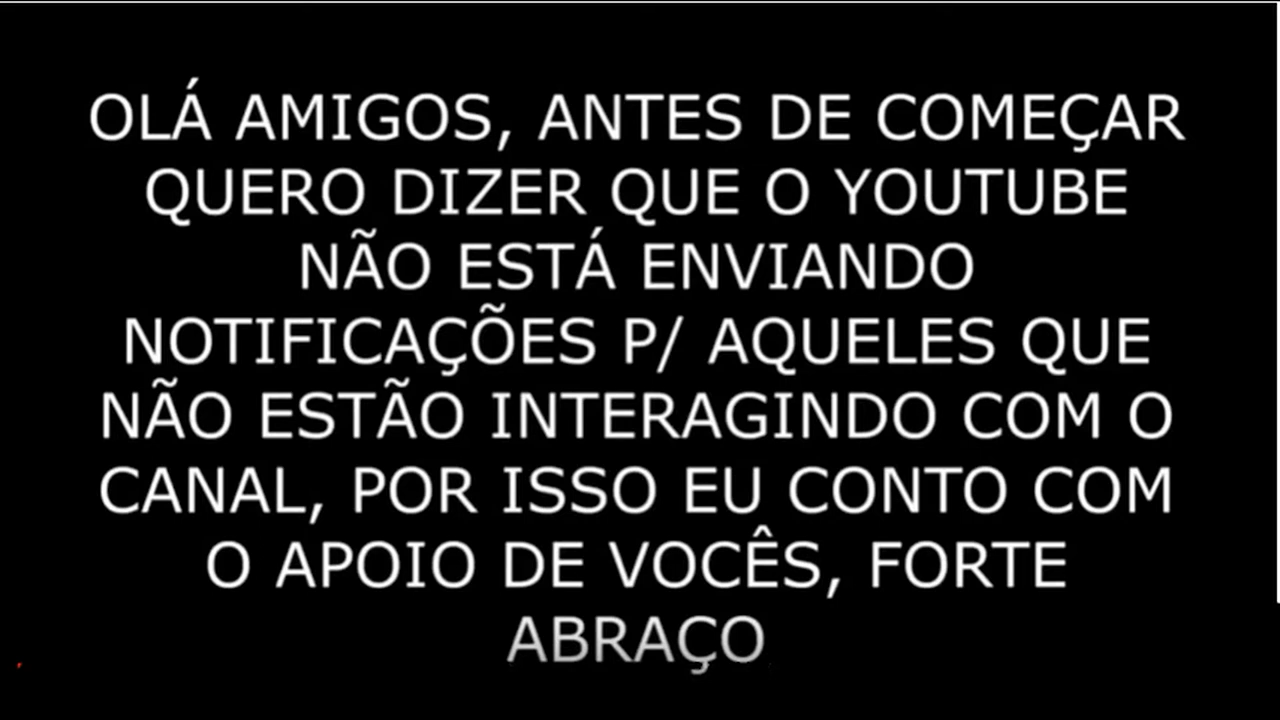 OLÁ AMIGOS, ANTES DE COMEÇAR
QUERO DIZER QUE O YOUTUBE
NÃO ESTÁ ENVIANDO
NOTIFICAÇÕES P/ AQUELES QUE
NÃO ESTÃO INTERAGINDO COM O
CANAL, POR ISSO EU CONTO COM
O APOIO DE VOCÊS, FORTE
ABRAÇO